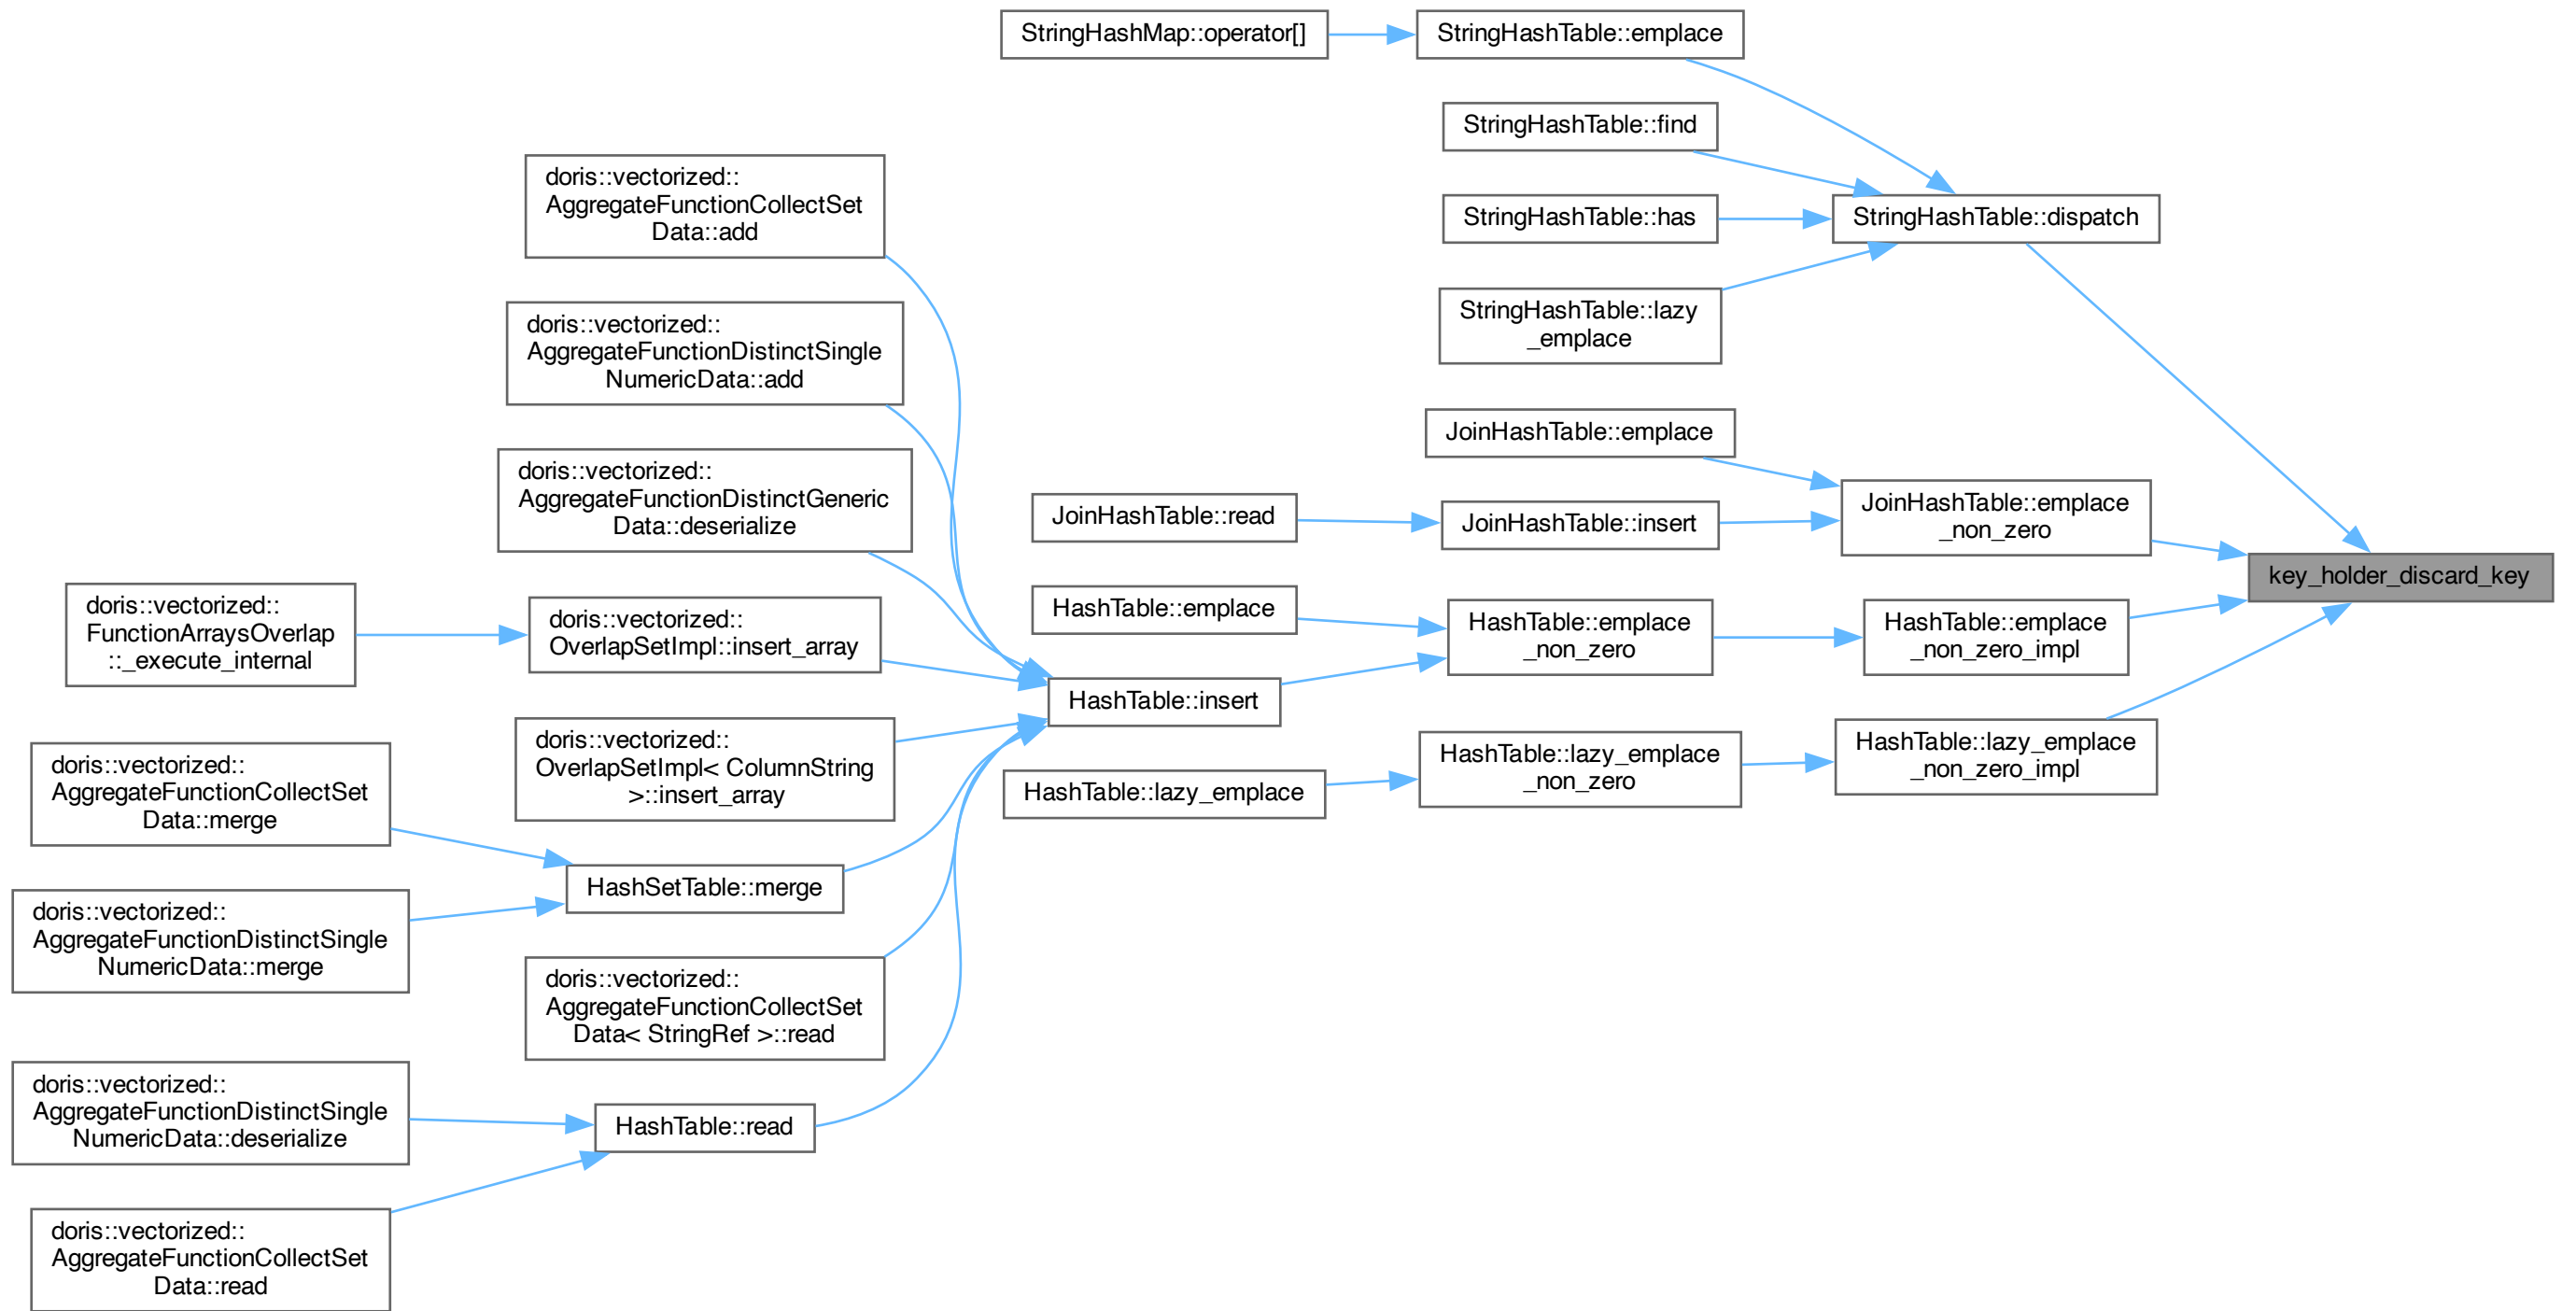 StringHashMap::operator[]
StringHashTable::emplace
StringHashTable::find
StringHashTable::has
StringHashTable::dispatch
StringHashTable::lazy
_emplace
doris::vectorized::
AggregateFunctionCollectSet
Data::add
doris::vectorized::
AggregateFunctionDistinctSingle
NumericData::add
doris::vectorized::
AggregateFunctionDistinctGeneric
Data::deserialize
JoinHashTable::emplace
JoinHashTable::read
JoinHashTable::insert
JoinHashTable::emplace
_non_zero
key_holder_discard_key
doris::vectorized::
FunctionArraysOverlap
::_execute_internal
doris::vectorized::
OverlapSetImpl::insert_array
HashTable::emplace
HashTable::emplace
_non_zero
HashTable::emplace
_non_zero_impl
HashTable::insert
doris::vectorized::
OverlapSetImpl< ColumnString
>::insert_array
HashTable::lazy_emplace
HashTable::lazy_emplace
_non_zero
HashTable::lazy_emplace
_non_zero_impl
doris::vectorized::
AggregateFunctionCollectSet
Data::merge
HashSetTable::merge
doris::vectorized::
AggregateFunctionDistinctSingle
NumericData::merge
doris::vectorized::
AggregateFunctionCollectSet
Data< StringRef >::read
doris::vectorized::
AggregateFunctionDistinctSingle
NumericData::deserialize
HashTable::read
doris::vectorized::
AggregateFunctionCollectSet
Data::read